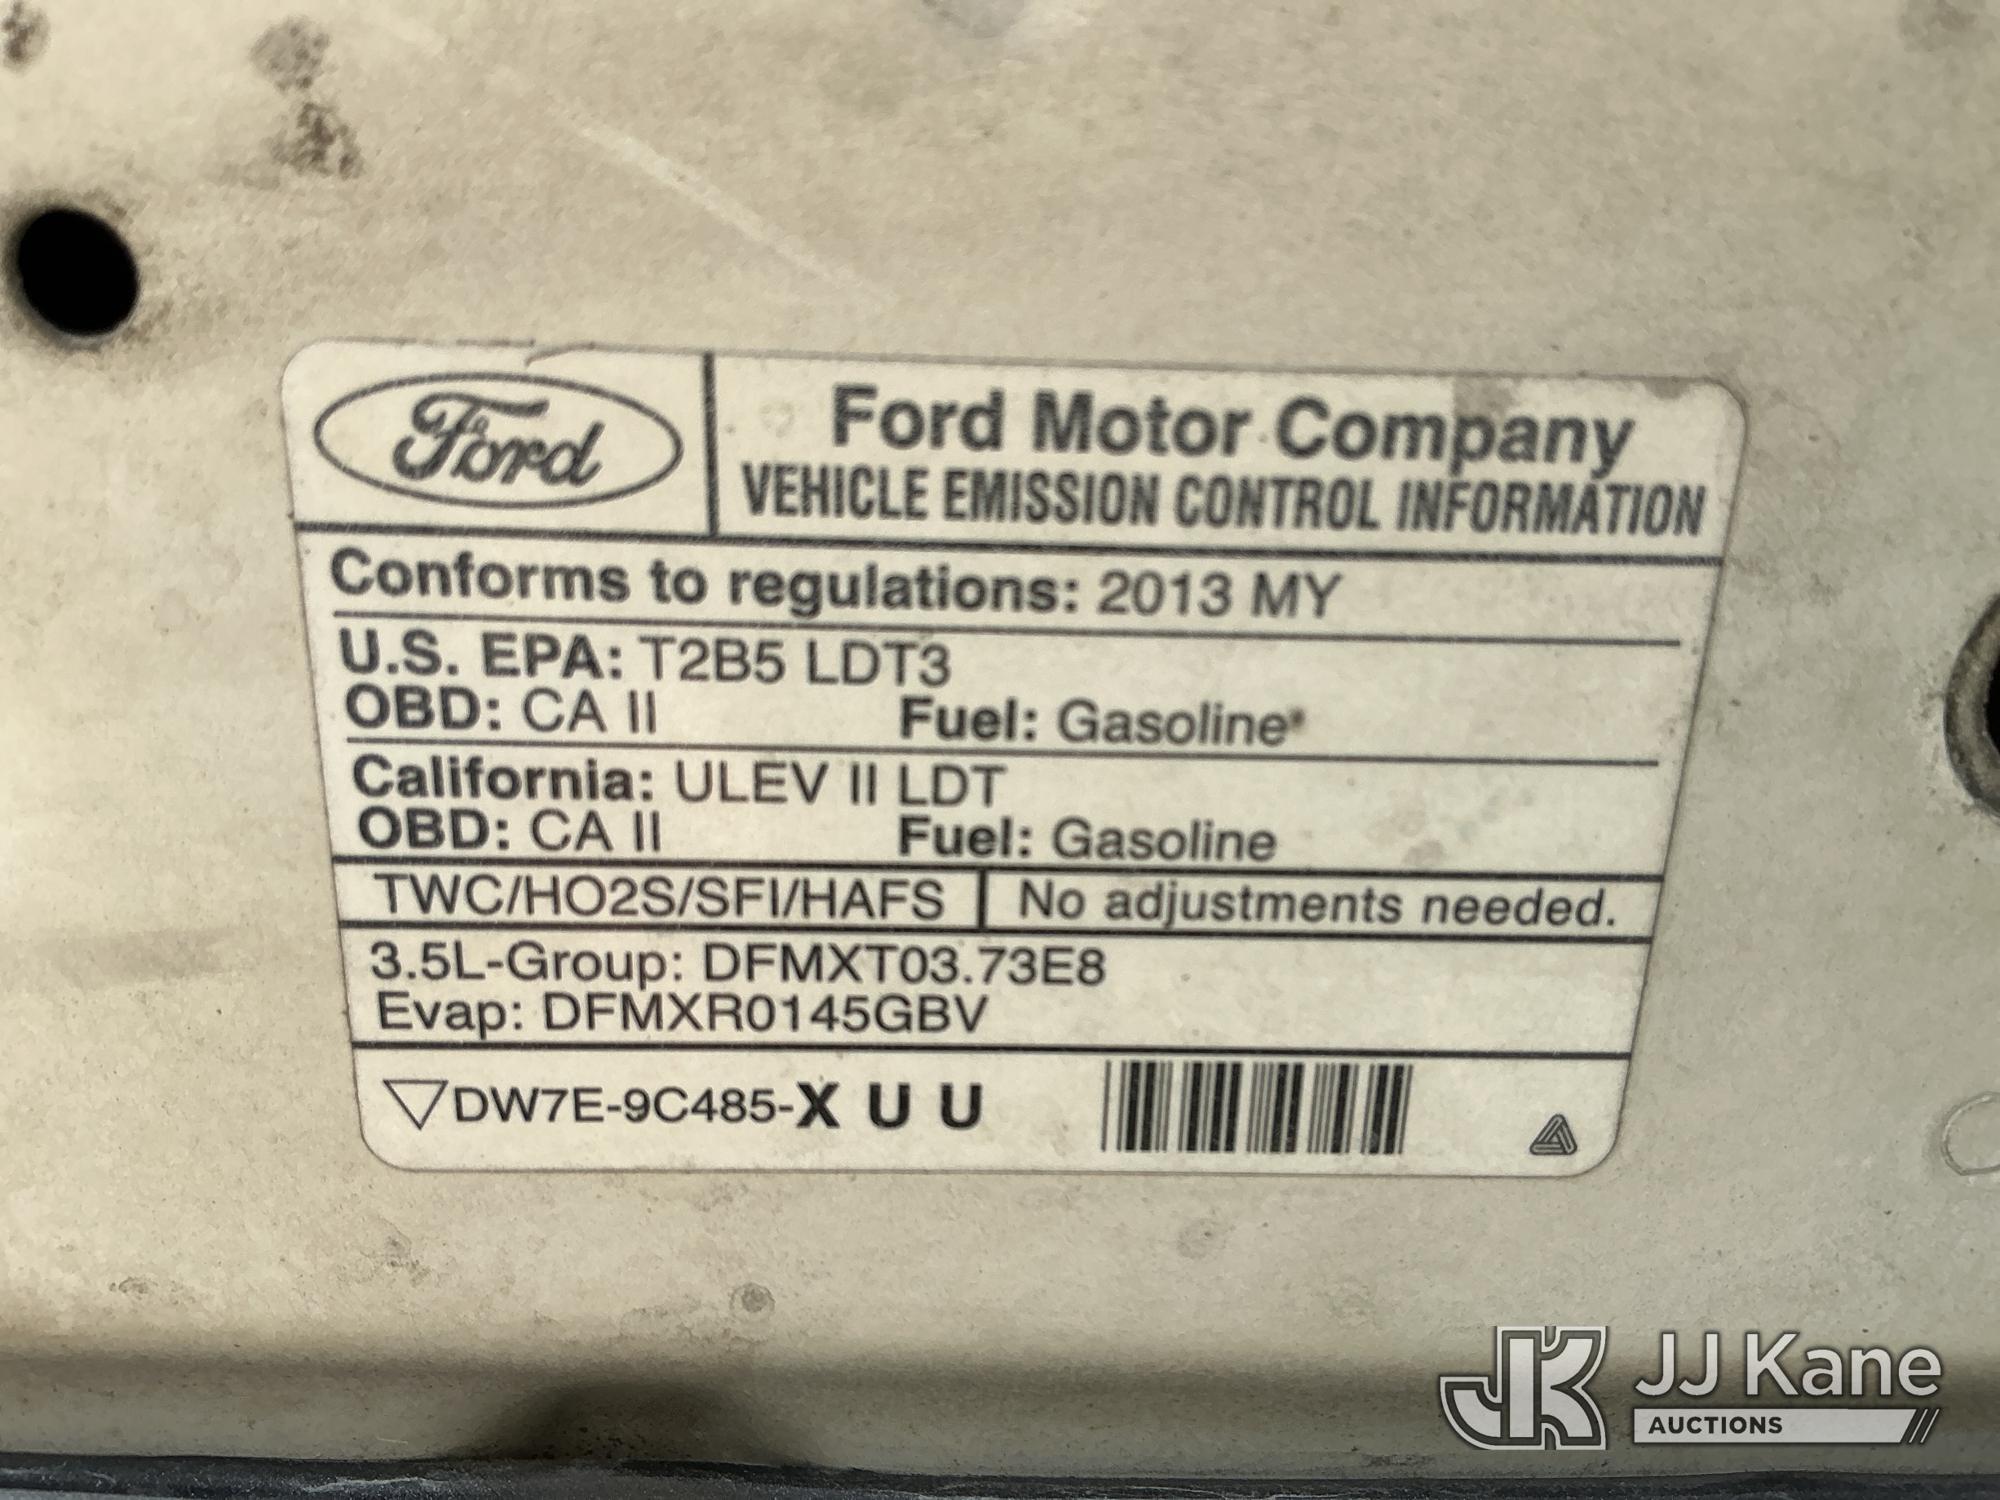 Ford
Ford Motor Company
VEHICLE EMISSION CONTROL INFORMATION
Conforms to regulations: 2013 MY
U.S. EPA: T2B5 LDT3
OBD: CA II Fuel: Gasoline
California: ULEV II LDT
OBD: CA II Fuel: Gasoline
TWC/HO2S/SFI/HAFS No adjustments needed.
3.5L-Group: DFMXT03.73E8
Evap: DFMXR0145GBV
▽DW7E-9C485-X U U
JK JJ Kane
AUCTIONS